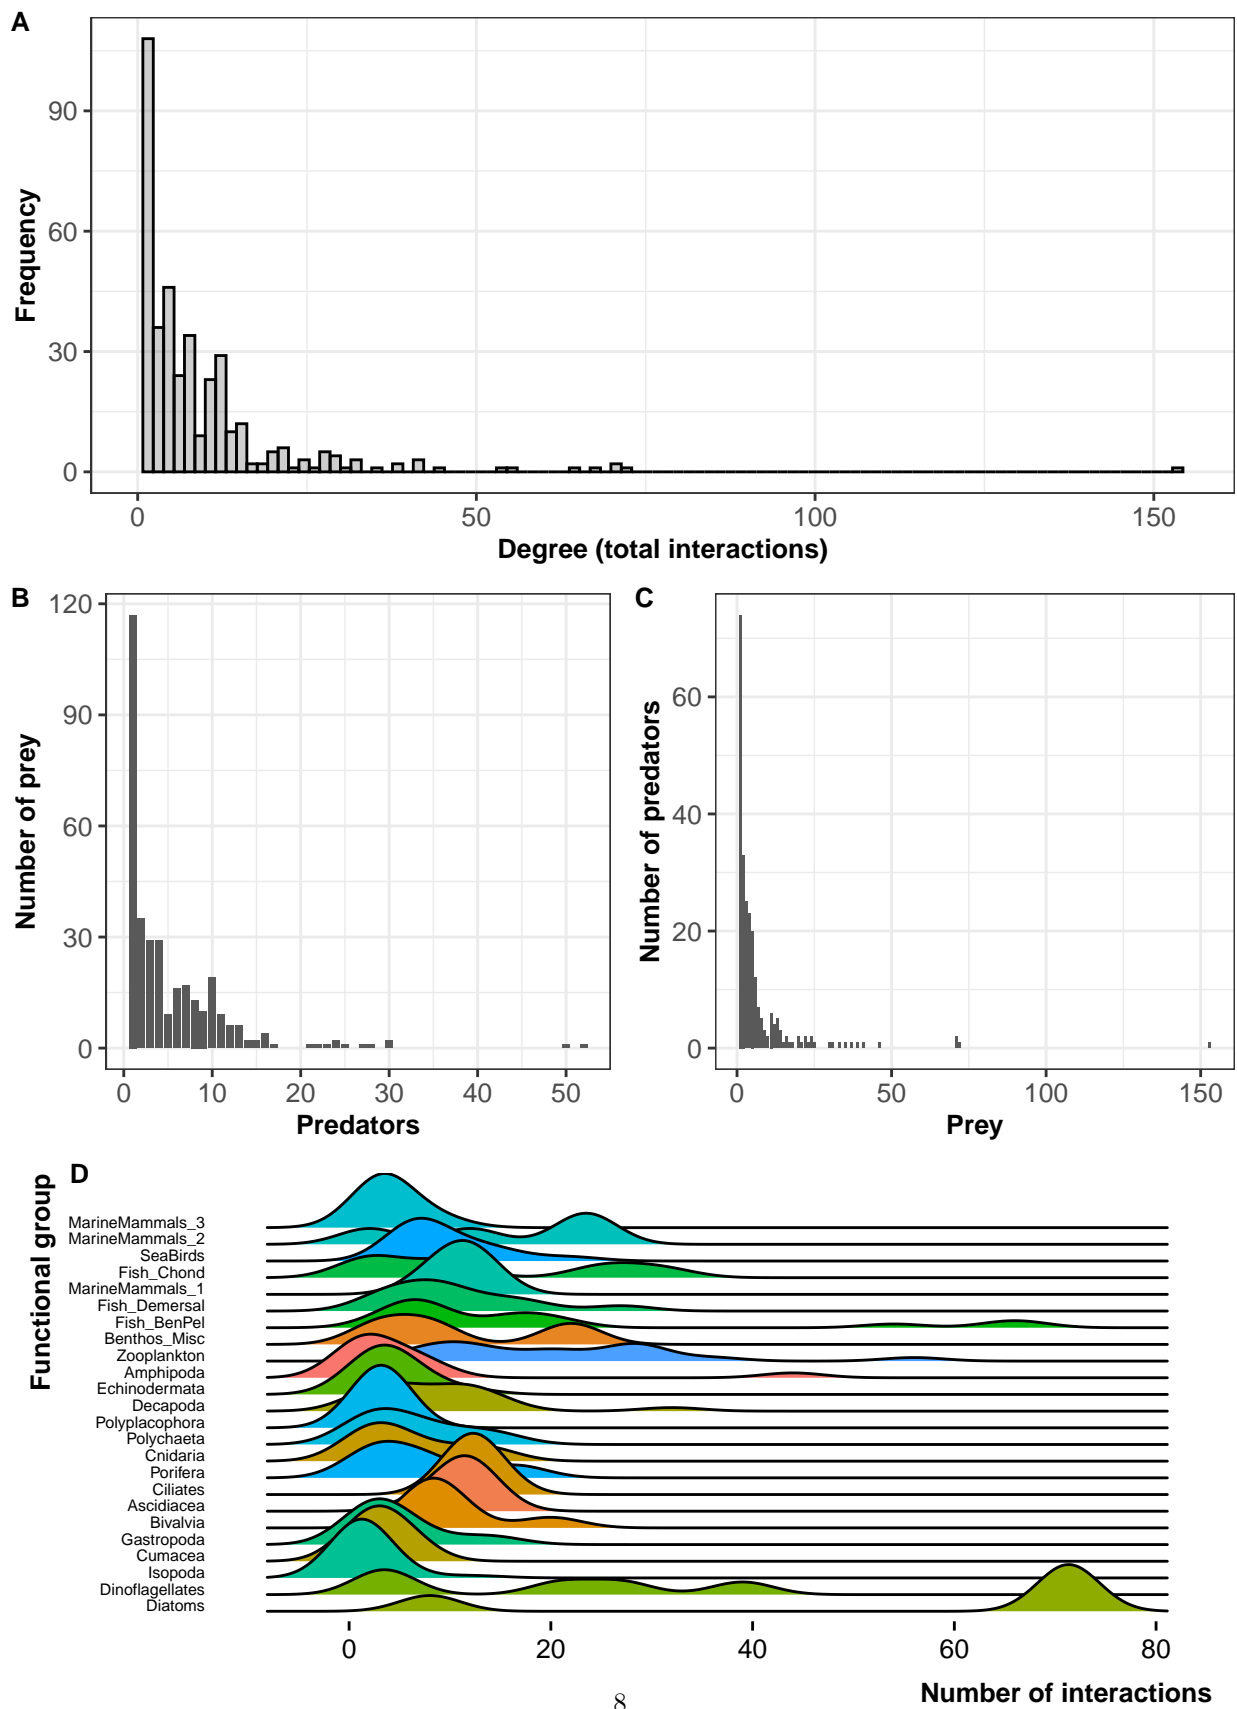 A
Frequency
90
60
30
0
0 50 100 150
Degree (total interactions)
B
Number of prey
120
90
60
30
0
0 10 20 30 40 50
Predators
C
Number of predators
60
40
20
0
0 50 100 150
Prey
D
Functional group
MarineMammals_3
MarineMammals_2
SeaBirds
Fish_Chond
MarineMammals_1
Fish_Demersal
Fish_BenPel
Benthos_Misc
Zooplankton
Amphipoda
Echinodermata
Decapoda
Polyplacophora
Polychaeta
Cnidaria
Porifera
Ciliates
Ascidiacea
Bivalvia
Gastropoda
Cumacea
Isopoda
Dinoflagellates
Diatoms
0 20 40 60 80
Number of interactions
8